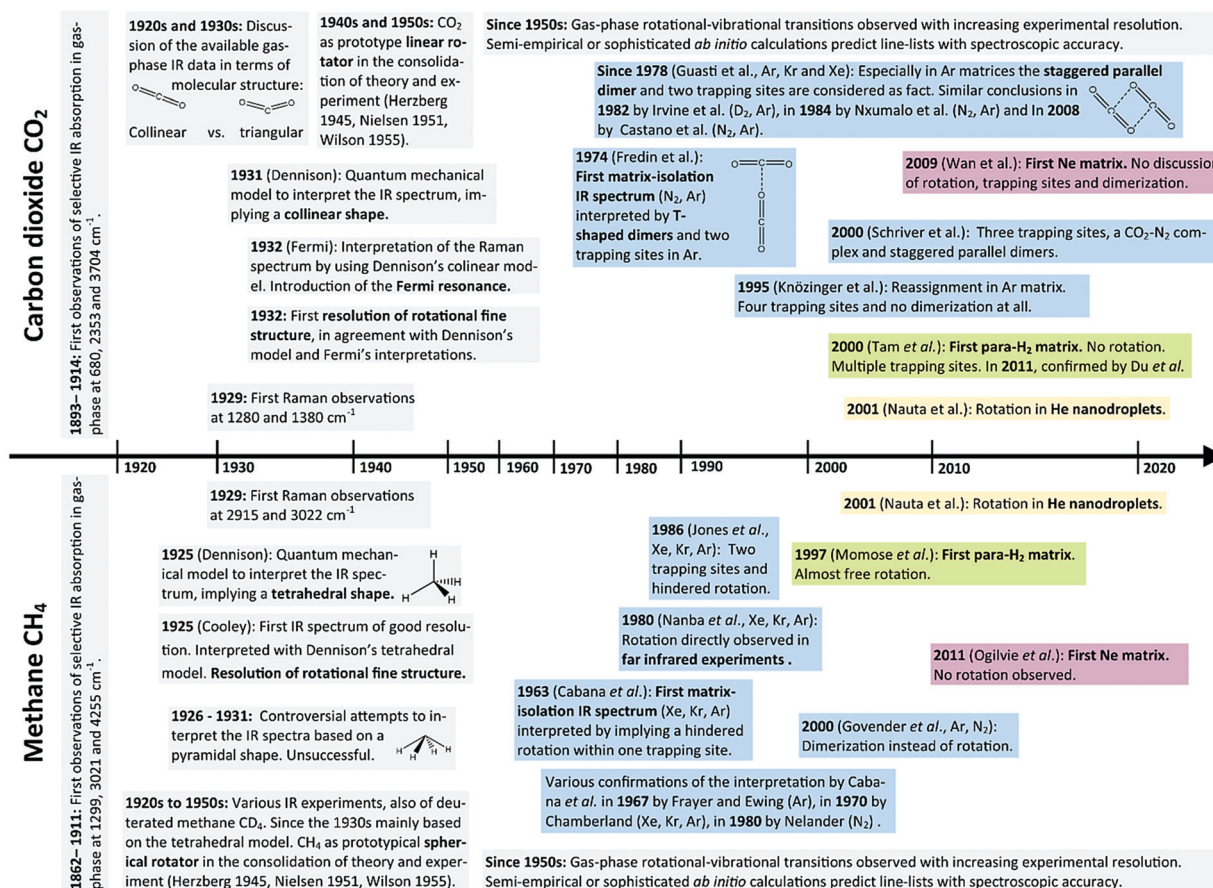 Carbon dioxide CO₂
1893– 1914: First observations of selective IR absorption in gas-
phase at 680, 2353 and 3704 cm⁻¹.
1920s and 1930s: Discus-
sion of the available gas-
phase IR data in terms of
molecular structure:
O C O
O C O
Collinear vs. triangular
1940s and 1950s: CO₂
as prototype linear ro-
tator in the consolida-
tion of theory and ex-
periment (Herzberg
1945, Nielsen 1951,
Wilson 1955).
Since 1950s: Gas-phase rotational-vibrational transitions observed with increasing experimental resolution.
Semi-empirical or sophisticated ab initio calculations predict line-lists with spectroscopic accuracy.
Since 1978 (Guasti et al., Ar, Kr and Xe): Especially in Ar matrices the staggered parallel
dimer and two trapping sites are considered as fact. Similar conclusions in
1982 by Irvine et al. (D₂, Ar), in 1984 by Nxumalo et al. (N₂, Ar) and In 2008
by Castano et al. (N₂, Ar).
O C O
O C O
1931 (Dennison): Quantum mechanical
model to interpret the IR spectrum, im-
plying a collinear shape.
1932 (Fermi): Interpretation of the Raman
spectrum by using Dennison's colinear mod-
el. Introduction of the Fermi resonance.
1932: First resolution of rotational fine
structure, in agreement with Dennison's
model and Fermi's interpretations.
1929: First Raman observations
at 1280 and 1380 cm⁻¹
1974 (Fredin et al.):
First matrix-isolation
IR spectrum (N₂, Ar)
interpreted by T-
shaped dimers and two
trapping sites in Ar.
O C O
O
C
O
2009 (Wan et al.): First Ne matrix. No discussion
of rotation, trapping sites and dimerization.
2000 (Schriver et al.): Three trapping sites, a CO₂-N₂ com-
plex and staggered parallel dimers.
1995 (Knözinger et al.): Reassignment in Ar matrix.
Four trapping sites and no dimerization at all.
2000 (Tam et al.): First para-H₂ matrix. No rotation.
Multiple trapping sites. In 2011, confirmed by Du et al.
2001 (Nauta et al.): Rotation in He nanodroplets.
1920 1930 1940 1950 1960 1970 1980 1990 2000 2010 2020
Methane CH₄
1862– 1911: First observations of selective IR absorption in gas-
phase at 1299, 3021 and 4255 cm⁻¹.
1929: First Raman observations
at 2915 and 3022 cm⁻¹
1925 (Dennison): Quantum mechan-
ical model to interpret the IR spec-
trum, implying a tetrahedral shape.
H
C H
H H
1925 (Cooley): First IR spectrum of good resolu-
tion. Interpreted with Dennison's tetrahedral
model. Resolution of rotational fine structure.
1926 - 1931: Controversial attempts to in-
terpret the IR spectra based on a
pyramidal shape. Unsuccessful.
C
H H H H
1920s to 1950s: Various IR experiments, also of deu-
terated methane CD₄. Since the 1930s mainly based
on the tetrahedral model. CH₄ as prototypical spher-
ical rotator in the consolidation of theory and exper-
iment (Herzberg 1945, Nielsen 1951, Wilson 1955).
2001 (Nauta et al.): Rotation in He nanodroplets.
1986 (Jones et al.,
Xe, Kr, Ar): Two
trapping sites and
hindered rotation.
1997 (Momose et al.): First para-H₂ matrix.
Almost free rotation.
1980 (Nanba et al., Xe, Kr, Ar):
Rotation directly observed in
far infrared experiments .
2011 (Ogilvie et al.): First Ne matrix.
No rotation observed.
1963 (Cabana et al.): First matrix-
isolation IR spectrum (Xe, Kr, Ar)
interpreted by implying a hindered
rotation within one trapping site.
2000 (Govender et al., Ar, N₂):
Dimerization instead of rotation.
Various confirmations of the interpretation by Caba-
na et al. in 1967 by Frayer and Ewing (Ar), in 1970 by
Chamberland (Xe, Kr, Ar), in 1980 by Nelander (N₂) .
Since 1950s: Gas-phase rotational-vibrational transitions observed with increasing experimental resolution.
Semi-empirical or sophisticated ab initio calculations predict line-lists with spectroscopic accuracy.